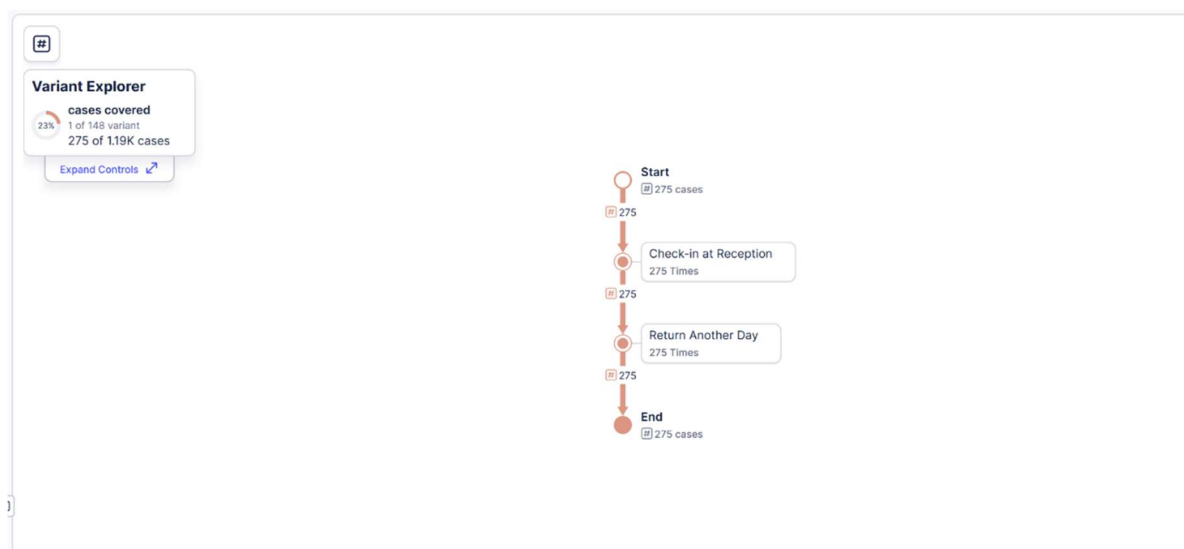 #
Variant Explorer
cases covered
23%
1 of 148 variant
275 of 1.19K cases
Expand Controls
Start
# 275 cases
# 275
Check-in at Reception
275 Times
# 275
Return Another Day
275 Times
# 275
End
# 275 cases